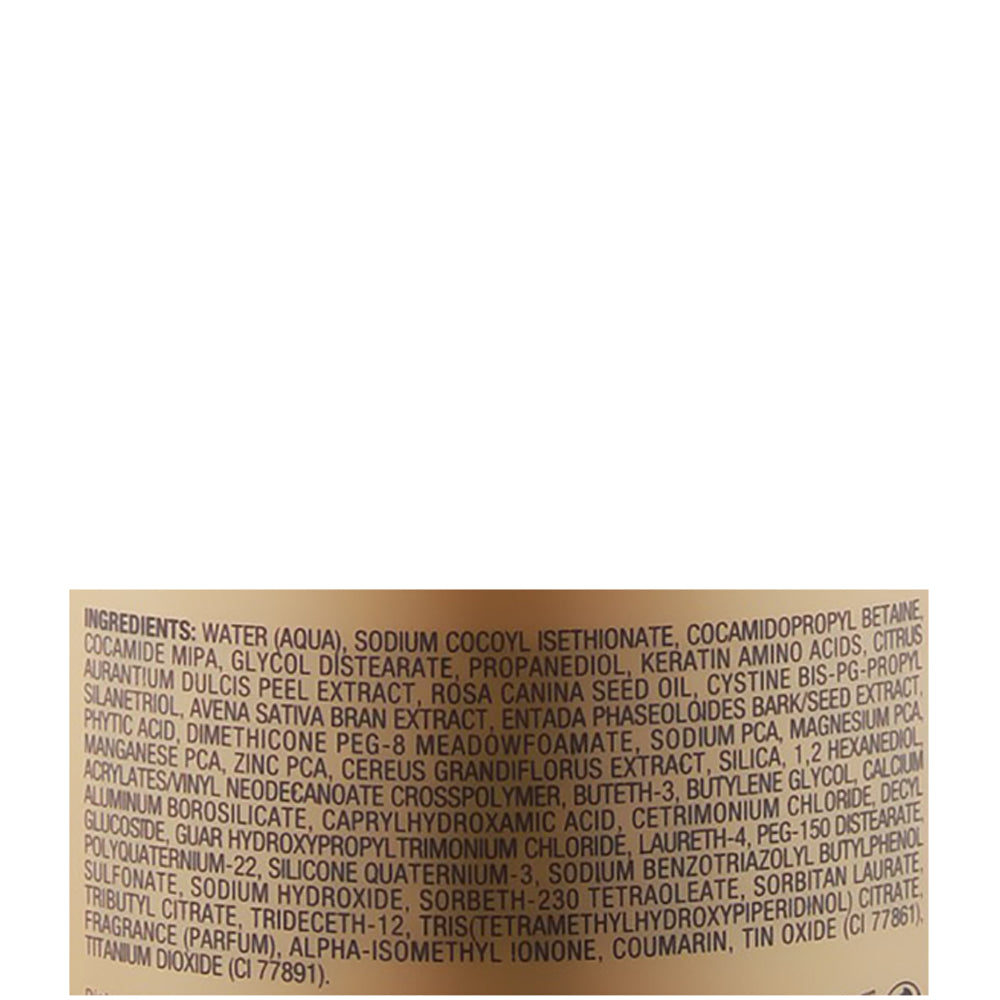 INGREDIENTS: WATER (AQUA), SODIUM COCOYL ISETHIONATE, COCAMIDOPROPYL BETAINE,
COCAMIDE MIPA, GLYCOL DISTEARATE, PROPANEDIOL, KERATIN AMINO ACIDS, CITRUS
AURANTIUM DULCIS PEEL EXTRACT, ROSA CANINA SEED OIL, CYSTINE BIS-PG-PROPYL
SILANETRIOL, AVENA SATIVA BRAN EXTRACT, ENTADA PHASEOLOIDES BARK/SEED EXTRACT,
PHYTIC ACID, DIMETHICONE PEG-8 MEADOWFOAMATE, SODIUM PCA, MAGNESIUM PCA,
MANGANESE PCA, ZINC PCA, CEREUS GRANDIFLORUS EXTRACT, SILICA, 1,2 HEXANEDIOL,
ACRYLATES/VINYL NEODECANOATE CROSSPOLYMER, BUTETH-3, BUTYLENE GLYCOL, CALCIUM
ALUMINUM BOROSILICATE, CAPRYLHYDROXAMIC ACID, CETRIMONIUM CHLORIDE, DECYL
GLUCOSIDE, GUAR HYDROXYPROPYLTRIMONIUM CHLORIDE, LAURETH-4, PEG-150 DISTEARATE,
POLYQUATERNIUM-22, SILICONE QUATERNIUM-3, SODIUM BENZOTRIAZOLYL BUTYLPHENOL
SULFONATE, SODIUM HYDROXIDE, SORBETH-230 TETRAOLEATE, SORBITAN LAURATE,
TRIBUTYL CITRATE, TRIDECETH-12, TRIS(TETRAMETHYLHYDROXYPIPERIDINOL) CITRATE,
FRAGRANCE (PARFUM), ALPHA-ISOMETHYL IONONE, COUMARIN, TIN OXIDE (CI 77861),
TITANIUM DIOXIDE (CI 77891).